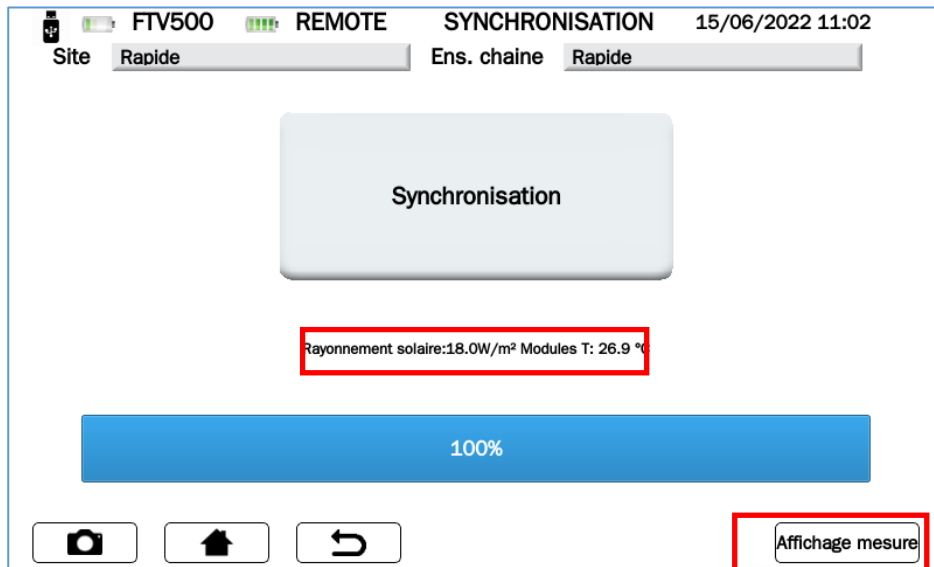 FTV500 REMOTE SYNCHRONISATION 15/06/2022 11:02
Site Rapide Ens. chaine Rapide
Synchronisation
Rayonnement solaire:18.0W/m² Modules T: 26.9 °C
100%
Affichage mesure